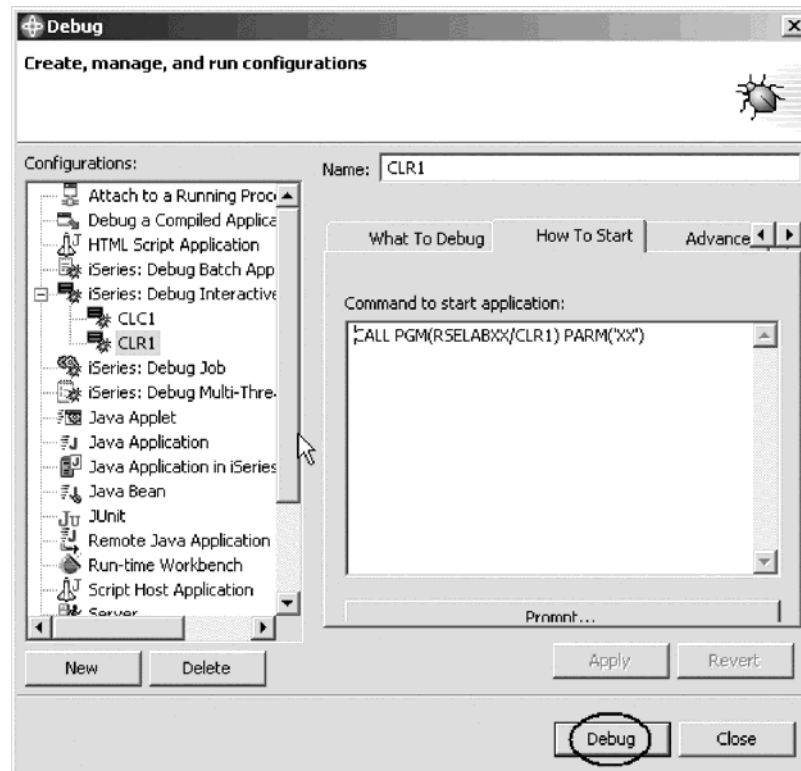 Debug
Create, manage, and run configurations
Configurations:
Attach to a Running Proc
Debug a Compiled Applica
HTML Script Application
iSeries: Debug Batch App
iSeries: Debug Interactive
CLC1
CLR1
iSeries: Debug Job
iSeries: Debug Multi-Thre
Java Applet
Java Application
Java Application in iSeries
Java Bean
JUnit
Remote Java Application
Run-time Workbench
Script Host Application
Server
New
Delete
Name:
CLR1
What To Debug
How To Start
Advance
Command to start application:
CALL PGM(RSELABXX/CLR1) PARM('XX')
Prompt...
Apply
Revert
Debug
Close